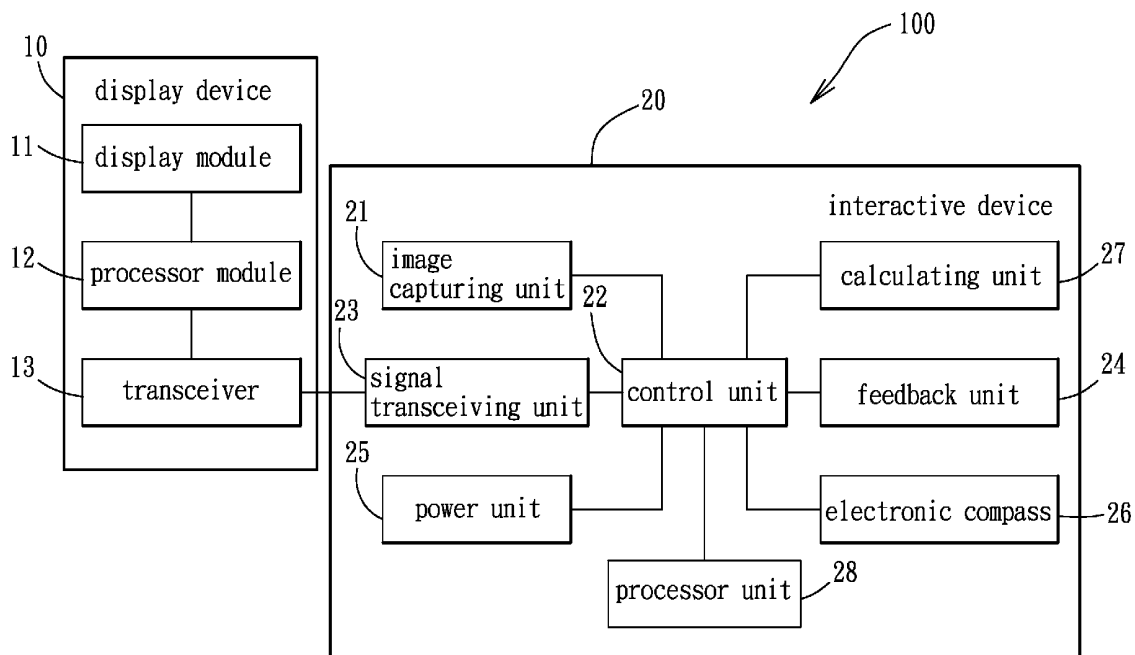 100
10
display device
20
11
display module
interactive device
21
12
processor module
image
capturing unit
22
calculating unit
27
23
13
transceiver
signal
transceiving unit
control unit
feedback unit
24
25
power unit
electronic compass
26
processor unit
28